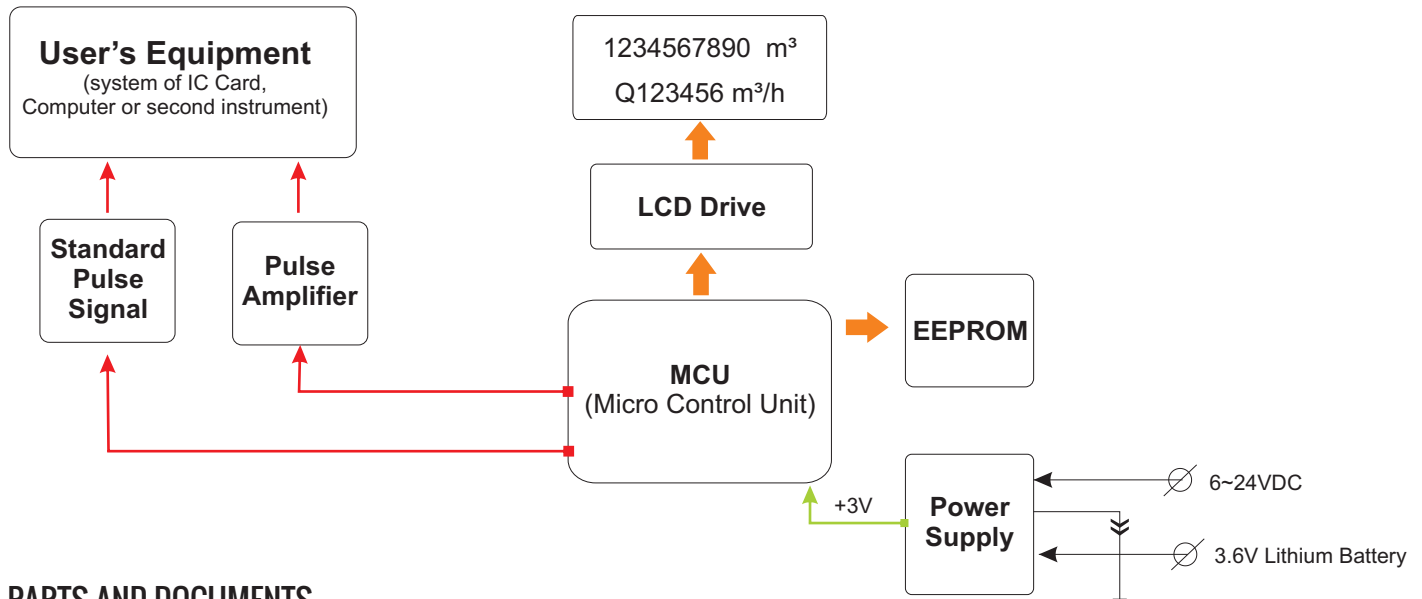 User's Equipment
(system of IC Card,
Computer or second instrument)
1234567890 m³
Q123456 m³/h
LCD Drive
Standard
Pulse
Signal
Pulse
Amplifier
MCU
(Micro Control Unit)
EEPROM
+3V
Power
Supply
6~24VDC
3.6V Lithium Battery
PARTS AND DOCUMENTS